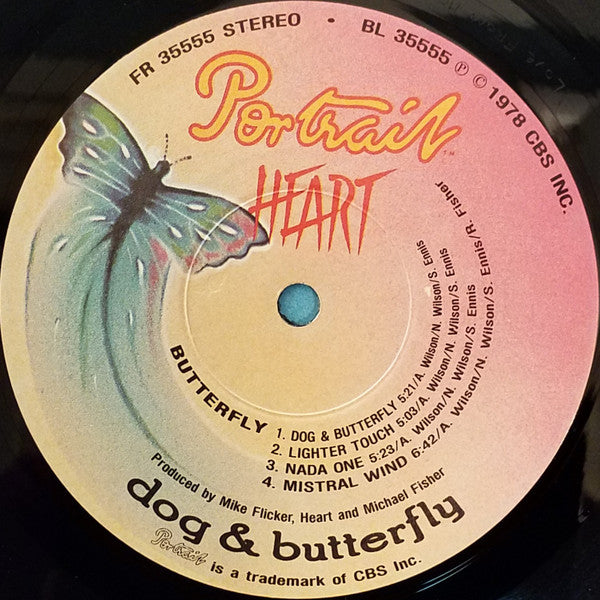 FR 35555 STEREO • BL 35555 Ⓟ © 1978 CBS INC.
Portrait™
HEART
BUTTERFLY
1. DOG & BUTTERFLY 5:21/A. Wilson/N. Wilson/S. Ennis
2. LIGHTER TOUCH 5:03/A. Wilson/N. Wilson/S. Ennis
3. NADA ONE 5:23/A. Wilson/N. Wilson/S. Ennis
4. MISTRAL WIND 6:42/A. Wilson/N. Wilson/S. Ennis/R. Fisher
Produced by Mike Flicker, Heart and Michael Fisher
dog & butterfly
Portrait is a trademark of CBS Inc.